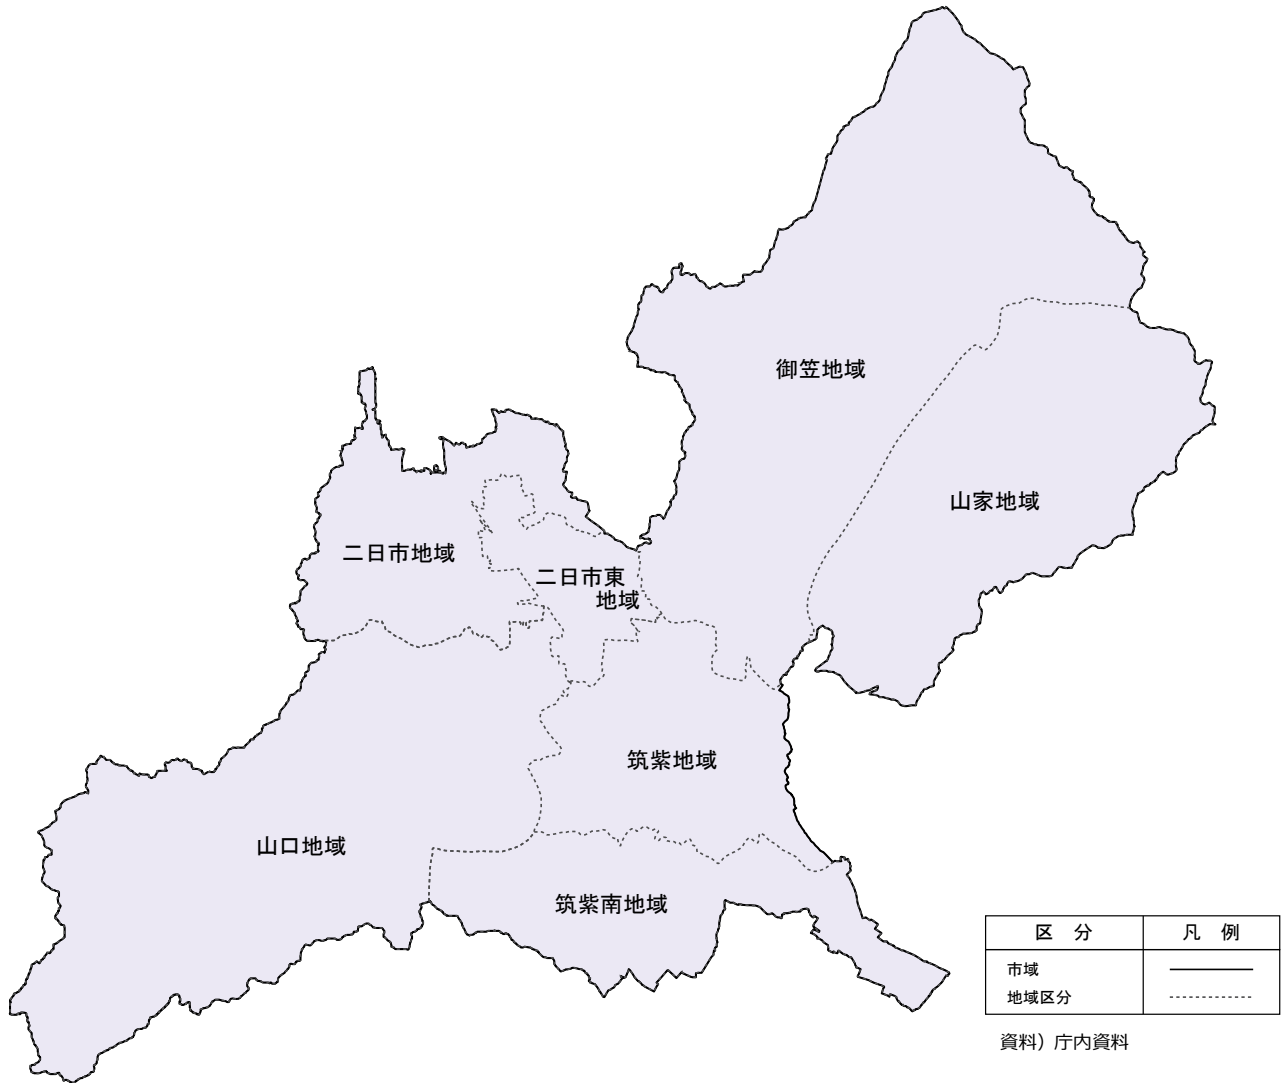 御笠地域
山家地域
二日市地域
二日市東
地域
筑紫地域
山口地域
筑紫南地域
区 分 凡 例
市域
地域区分
資料）庁内資料